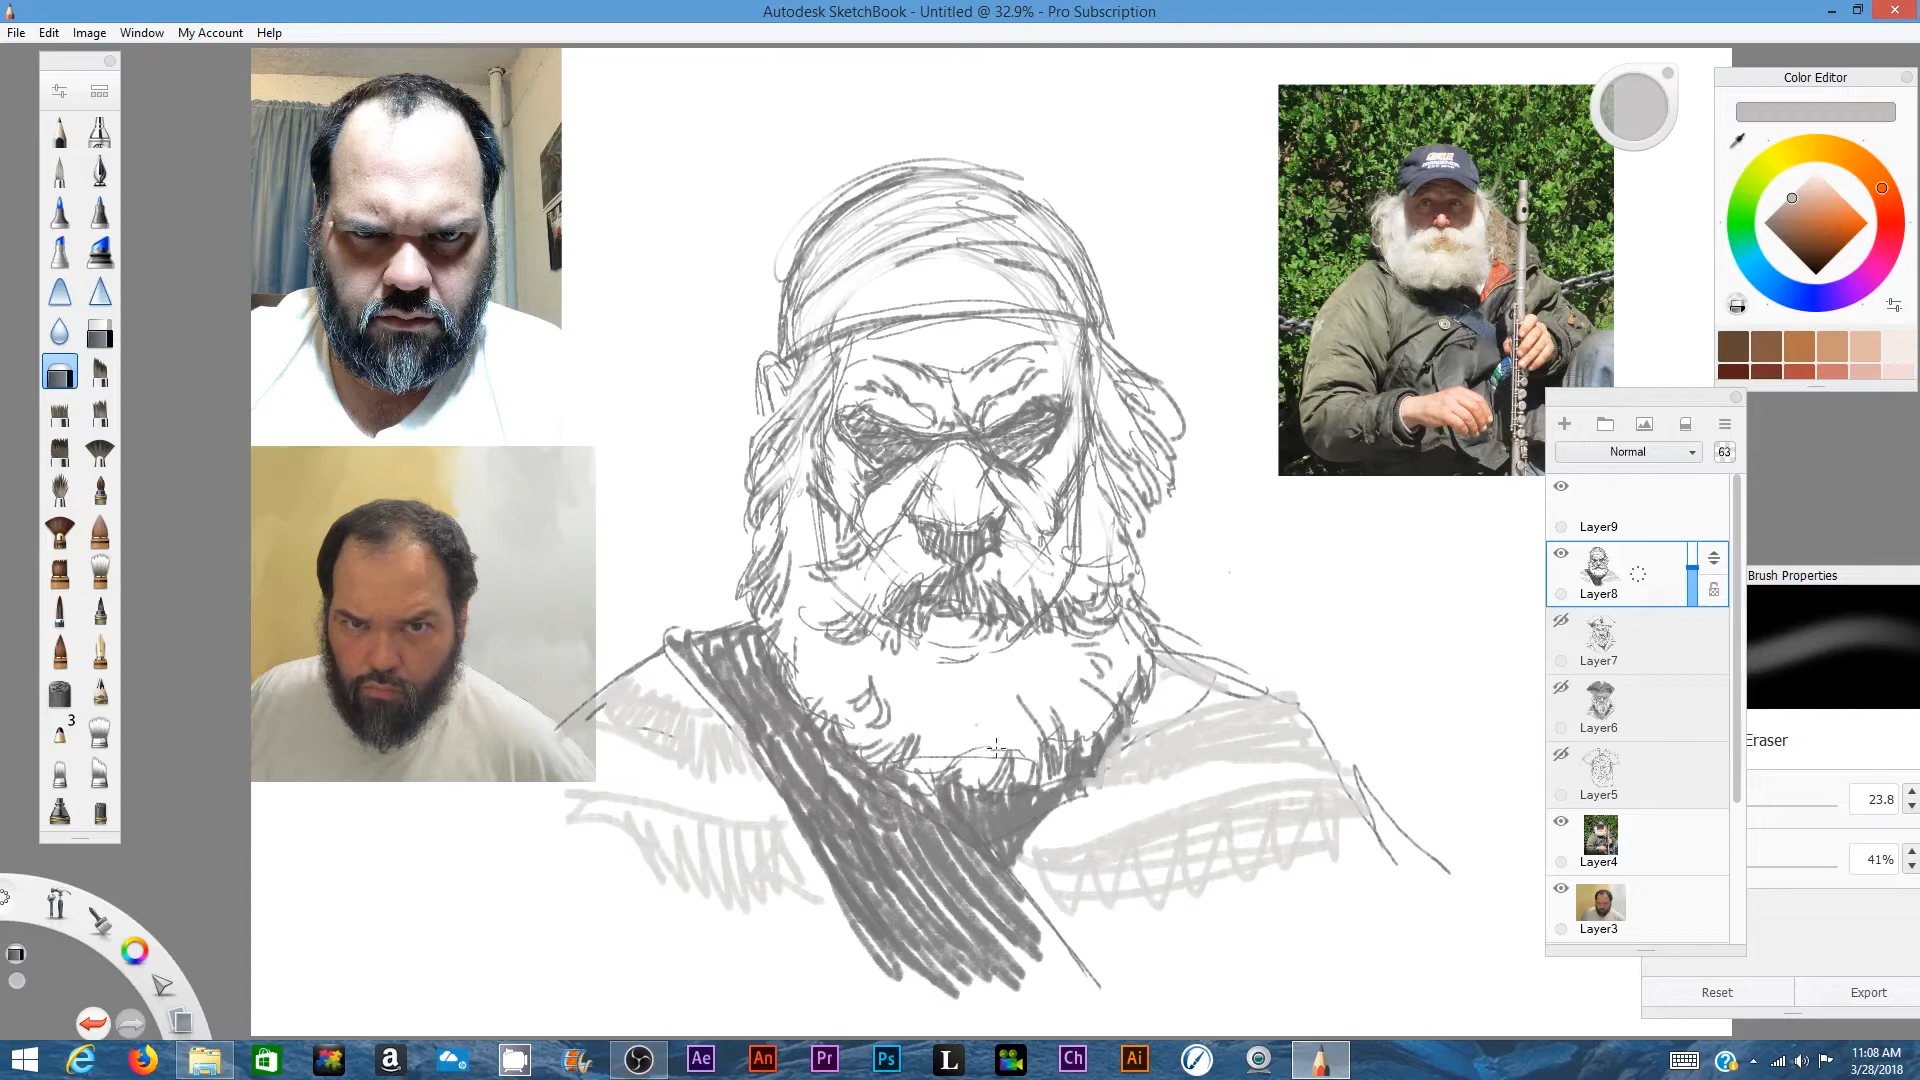 Autodesk SketchBook - Untitled @ 32.9% - Pro Subscription
File Edit Image Window My Account Help
Color Editor
Normal
63
Layer9
Layer8
Layer7
Layer6
Layer5
Layer4
Layer3
Brush Properties
Eraser
23.8
41%
Reset Export
3
Ae An Pr Ps L Ch Ai
11:08 AM
3/28/2018